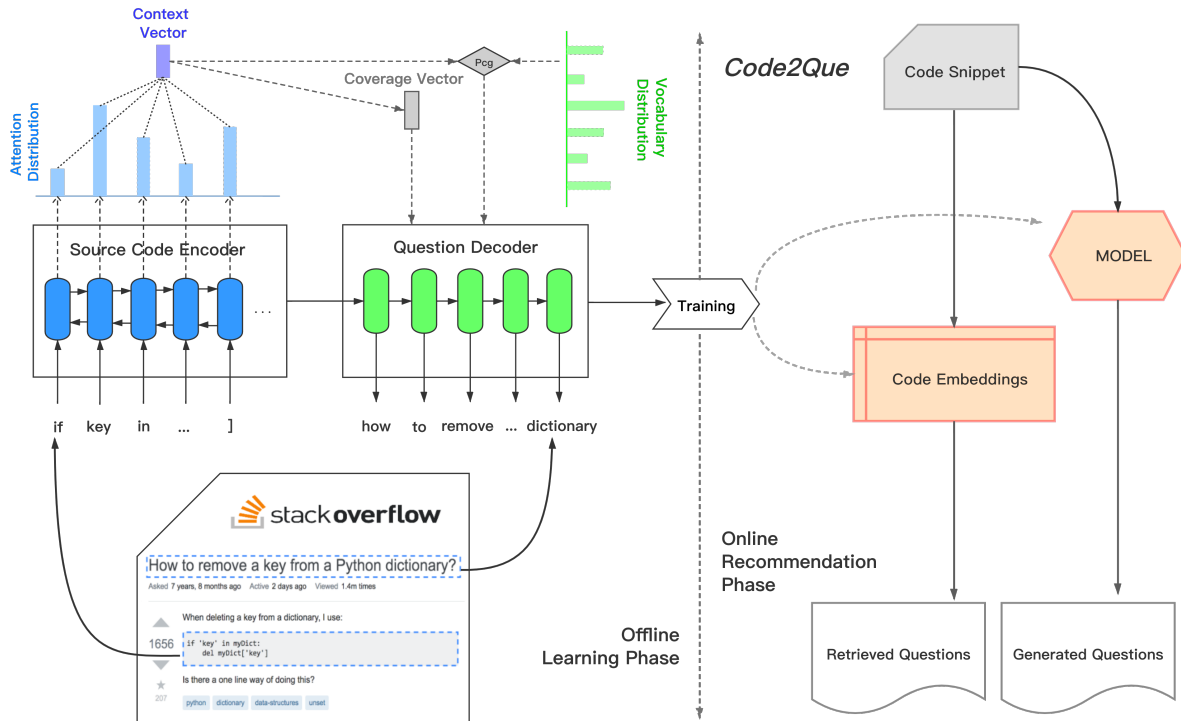 Context
Vector
Attention
Distribution
Coverage Vector
Pcg
Vocabulary
Distribution
Source Code Encoder
...
Question Decoder
if key in ... ]
how to remove ... dictionary
stackoverflow
How to remove a key from a Python dictionary?
Asked 7 years, 8 months ago Active 2 days ago Viewed 1.4m times
When deleting a key from a dictionary, I use:
1656
if 'key' in myDict:
del myDict['key']
Is there a one line way of doing this?
207
python dictionary data-structures unset
Training
Offline
Learning Phase
Code2Que
Code Snippet
MODEL
Code Embeddings
Online
Recommendation
Phase
Retrieved Questions
Generated Questions